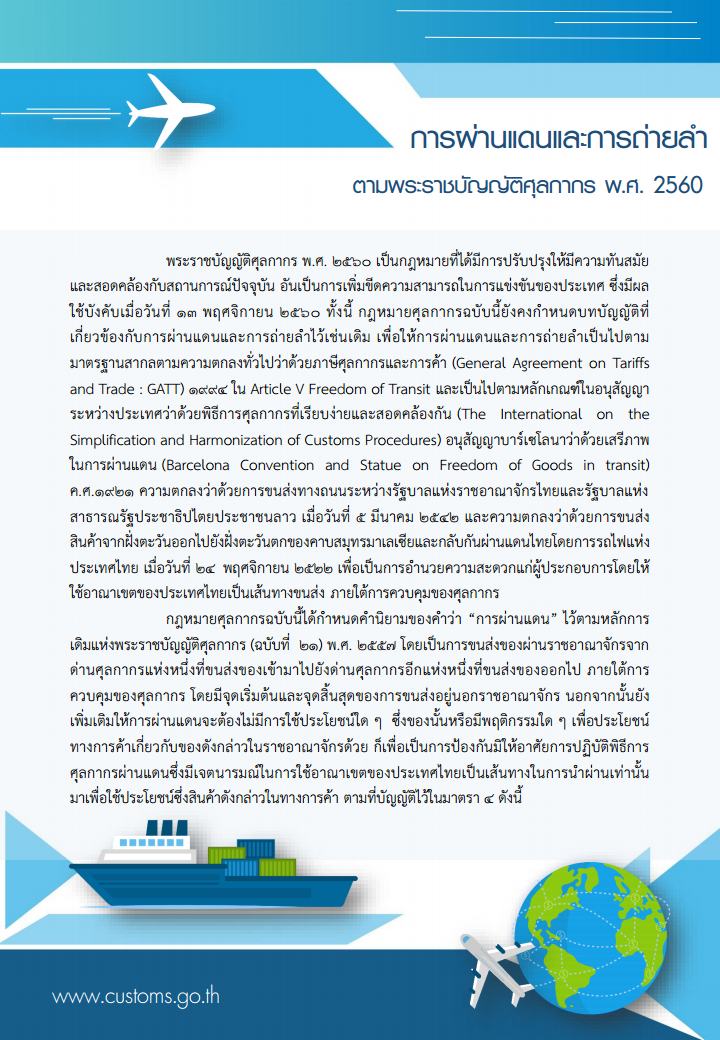 การผ่านแดนและการถ่ายลำ
ตามพระราชบัญญัติศุลกากร พ.ศ. 2560
พระราชบัญญัติศุลกากร พ.ศ. ๒๕๖๐ เป็นกฎหมายที่ได้มีการปรับปรุงให้มีความทันสมัย
และสอดคล้องกับสถานการณ์ปัจจุบัน อันเป็นการเพิ่มขีดความสามารถในการแข่งขันของประเทศ ซึ่งมีผล
ใช้บังคับเมื่อวันที่ ๑๓ พฤศจิกายน ๒๕๖๐ ทั้งนี้ กฎหมายศุลกากรฉบับนี้ยังคงกำหนดบทบัญญัติที่
เกี่ยวข้องกับการผ่านแดนและการถ่ายลำไว้เช่นเดิม เพื่อให้การผ่านแดนและการถ่ายลำเป็นไปตาม
มาตรฐานสากลตามความตกลงทั่วไปว่าด้วยภาษีศุลกากรและการค้า (General Agreement on Tariffs
and Trade : GATT) ๑๙๙๔ ใน Article V Freedom of Transit และเป็นไปตามหลักเกณฑ์ในอนุสัญญา
ระหว่างประเทศว่าด้วยพิธีการศุลกากรที่เรียบง่ายและสอดคล้องกัน (The International on the
Simplification and Harmonization of Customs Procedures) อนุสัญญาบาร์เซโลนาว่าด้วยเสรีภาพ
ในการผ่านแดน (Barcelona Convention and Statue on Freedom of Goods in transit)
ค.ศ.๑๙๒๑ ความตกลงว่าด้วยการขนส่งทางถนนระหว่างรัฐบาลแห่งราชอาณาจักรไทยและรัฐบาลแห่ง
สาธารณรัฐประชาธิปไตยประชาชนลาว เมื่อวันที่ ๕ มีนาคม ๒๕๔๒ และความตกลงว่าด้วยการขนส่ง
สินค้าจากฝั่งตะวันออกไปยังฝั่งตะวันตกของคาบสมุทรมาเลเซียและกลับกันผ่านแดนไทยโดยการรถไฟแห่ง
ประเทศไทย เมื่อวันที่ ๒๔ พฤศจิกายน ๒๕๒๒ เพื่อเป็นการอำนวยความสะดวกแก่ผู้ประกอบการโดยให้
ใช้อาณาเขตของประเทศไทยเป็นเส้นทางขนส่ง ภายใต้การควบคุมของศุลกากร
กฎหมายศุลกากรฉบับนี้ได้กำหนดคำนิยามของคำว่า “การผ่านแดน” ไว้ตามหลักการ
เดิมแห่งพระราชบัญญัติศุลกากร (ฉบับที่ ๒๑) พ.ศ. ๒๕๕๗ โดยเป็นการขนส่งของผ่านราชอาณาจักรจาก
ด่านศุลกากรแห่งหนึ่งที่ขนส่งของเข้ามาไปยังด่านศุลกากรอีกแห่งหนึ่งที่ขนส่งของออกไป ภายใต้การ
ควบคุมของศุลกากร โดยมีจุดเริ่มต้นและจุดสิ้นสุดของการขนส่งอยู่นอกราชอาณาจักร นอกจากนั้นยัง
เพิ่มเติมให้การผ่านแดนจะต้องไม่มีการใช้ประโยชน์ใด ๆ ซึ่งของนั้นหรือมีพฤติกรรมใด ๆ เพื่อประโยชน์
ทางการค้าเกี่ยวกับของดังกล่าวในราชอาณาจักรด้วย ก็เพื่อเป็นการป้องกันมิให้อาศัยการปฏิบัติพิธีการ
ศุลกากรผ่านแดนซึ่งมีเจตนารมณ์ในการใช้อาณาเขตของประเทศไทยเป็นเส้นทางในการนำผ่านเท่านั้น
มาเพื่อใช้ประโยชน์ซึ่งสินค้าดังกล่าวในทางการค้า ตามที่บัญญัติไว้ในมาตรา ๔ ดังนี้
www.customs.go.th